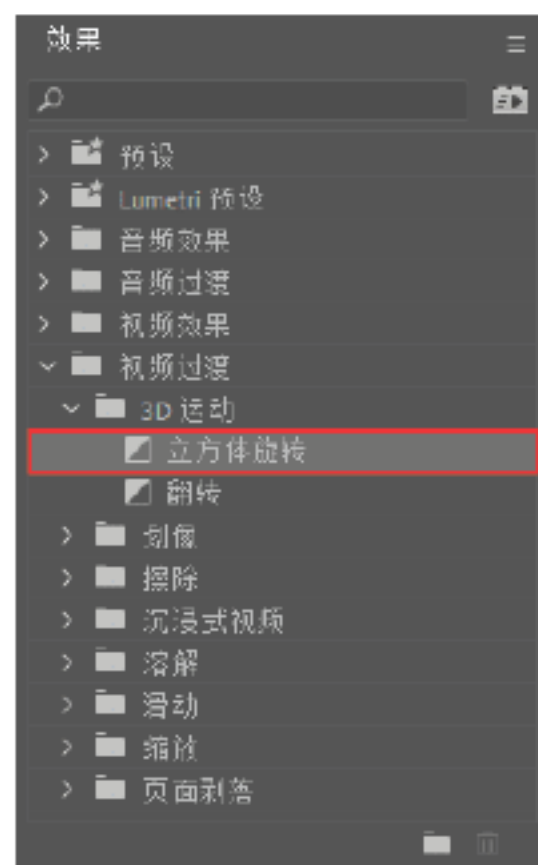 效果
预设
Lumetri 预设
音频效果
音频过渡
视频效果
视频过渡
3D 运动
立方体旋转
翻转
划像
擦除
沉浸式视频
溶解
滑动
缩放
页面剥落